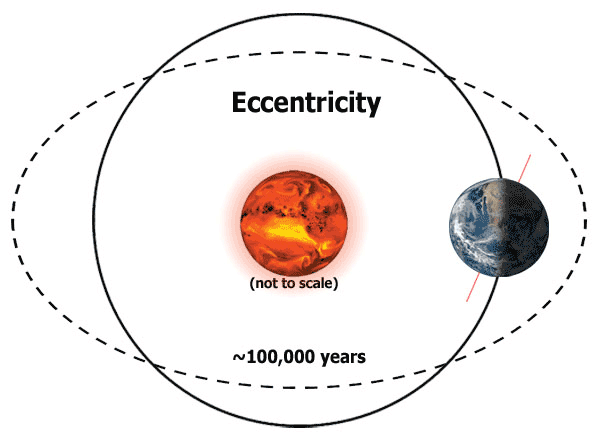 Eccentricity
(not to scale)
~100,000 years